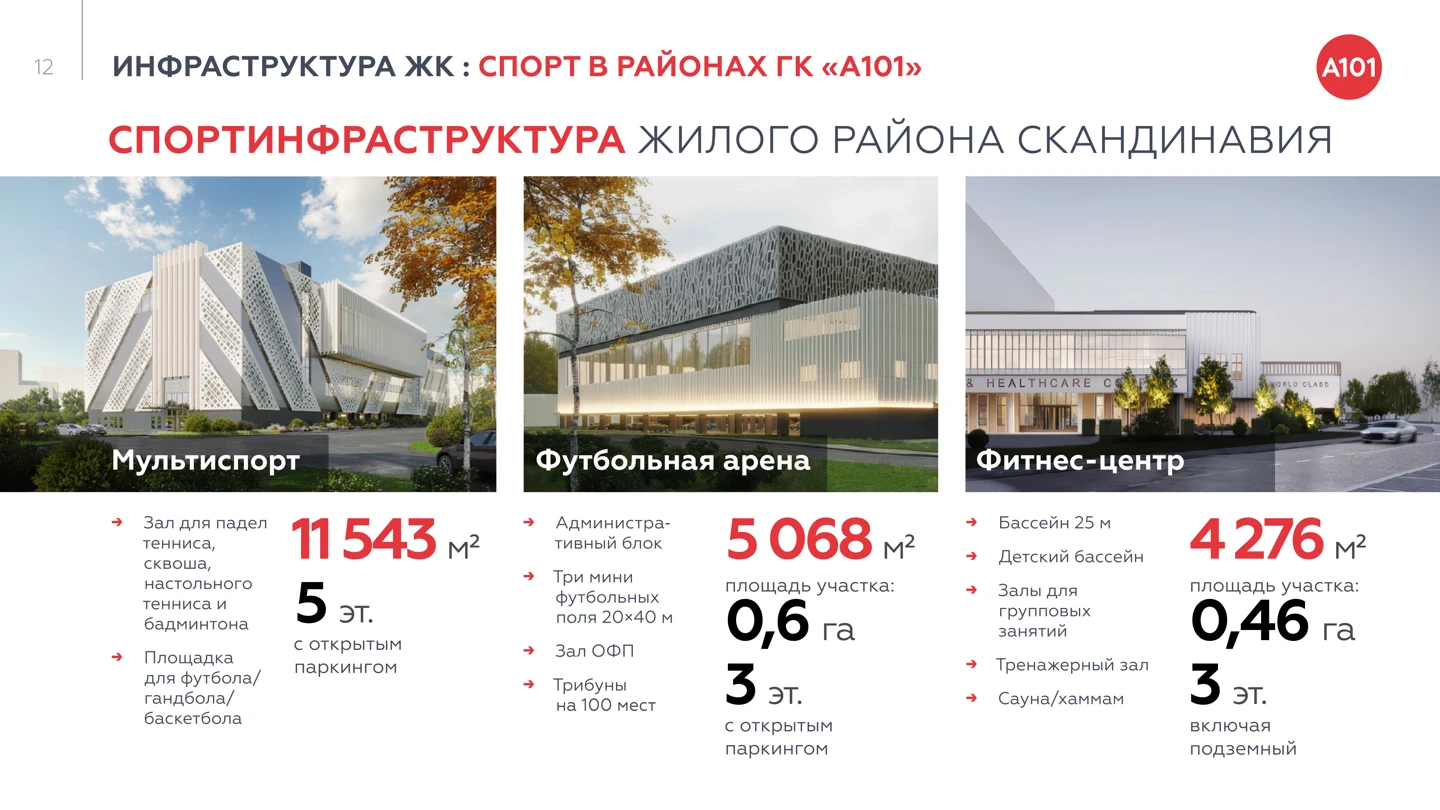 12
ИНФРАСТРУКТУРА ЖК : СПОРТ В РАЙОНАХ ГК «А101»
А101
СПОРТИНФРАСТРУКТУРА ЖИЛОГО РАЙОНА СКАНДИНАВИЯ
& HEALTHCARE
WORLD CLASS
Мультиспорт
Футбольная арена
Фитнес-центр
Зал для падел
тенниса,
сквоша,
настольного
тенниса и
бадминтона
Площадка
для футбола/
гандбола/
баскетбола
11 543 м²
5 эт.
с открытым
паркингом
Администра-
тивный блок
Три мини
футбольных
поля 20×40 м
Зал ОФП
Трибуны
на 100 мест
5 068 м²
площадь участка:
0,6 га
3 эт.
с открытым
паркингом
Бассейн 25 м
Детский бассейн
Залы для
групповых
занятий
Тренажерный зал
Сауна/хаммам
4 276 м²
площадь участка:
0,46 га
3 эт.
включая
подземный